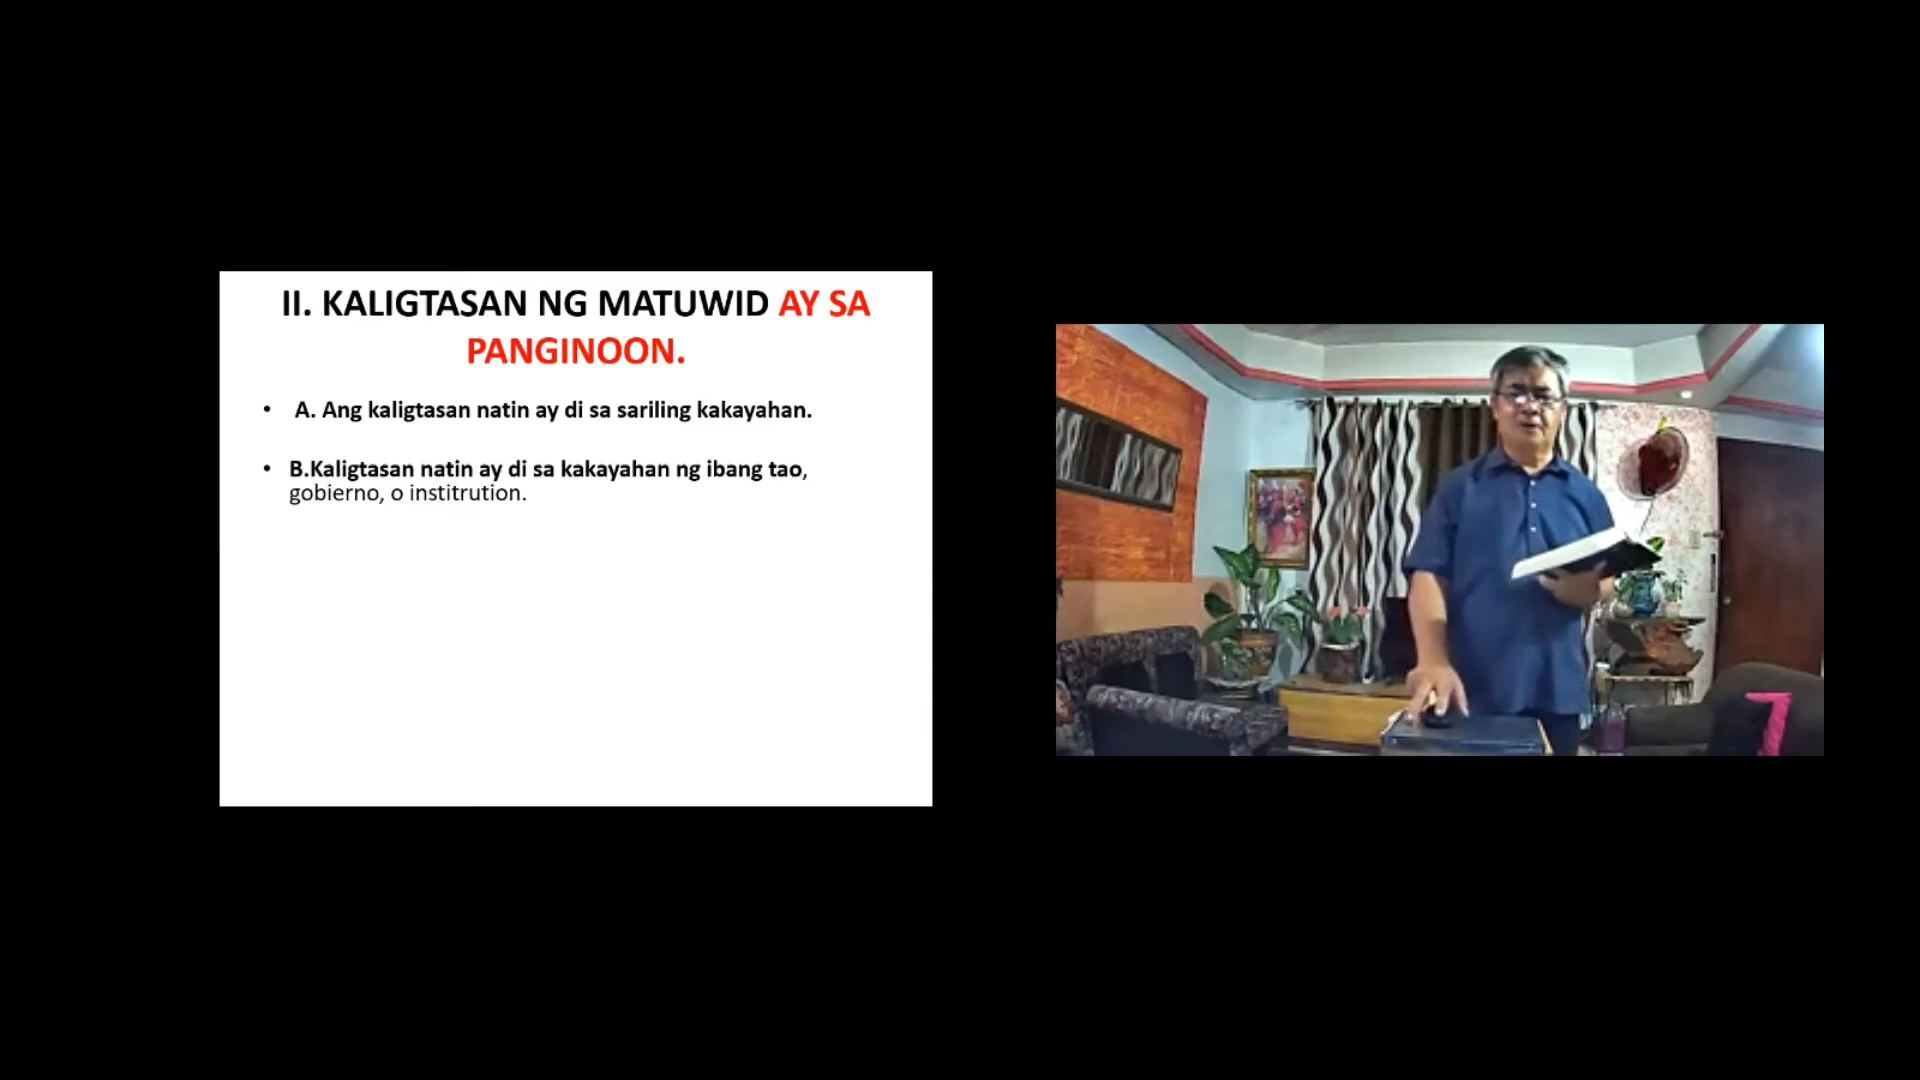 II. KALIGTASAN NG MATUWID AY SA
PANGINOON.
• A. Ang kaligtasan natin ay di sa sariling kakayahan.
• B.Kaligtasan natin ay di sa kakayahan ng ibang tao,
gobierno, o institrution.